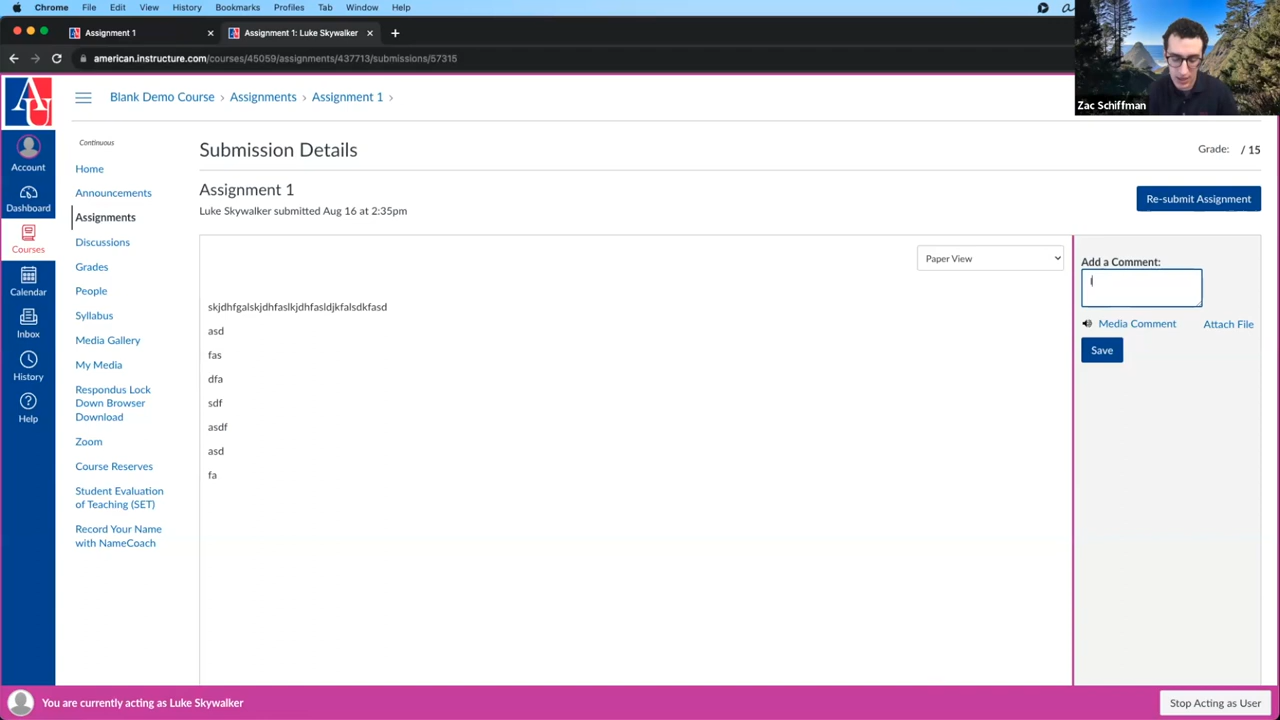 Chrome File Edit View History Bookmarks Profiles Tab Window Help
Assignment 1
Assignment 1: Luke Skywalker
american.instructure.com/courses/45059/assignments/437713/submissions/57315
Zac Schiffman
AU
Blank Demo Course › Assignments › Assignment 1 ›
Account
Dashboard
Courses
Calendar
Inbox
History
Help
Continuous
Home
Announcements
Assignments
Discussions
Grades
People
Syllabus
Media Gallery
My Media
Respondus Lock
Down Browser
Download
Zoom
Course Reserves
Student Evaluation
of Teaching (SET)
Record Your Name
with NameCoach
Submission Details
Grade: / 15
Assignment 1
Luke Skywalker submitted Aug 16 at 2:35pm
Re-submit Assignment
Paper View
skjdhfgalskjdhfaslkjdhfasldjkfalsdkfasd
asd
fas
dfa
sdf
asdf
asd
fa
Add a Comment:
Media Comment
Attach File
Save
You are currently acting as Luke Skywalker
Stop Acting as User